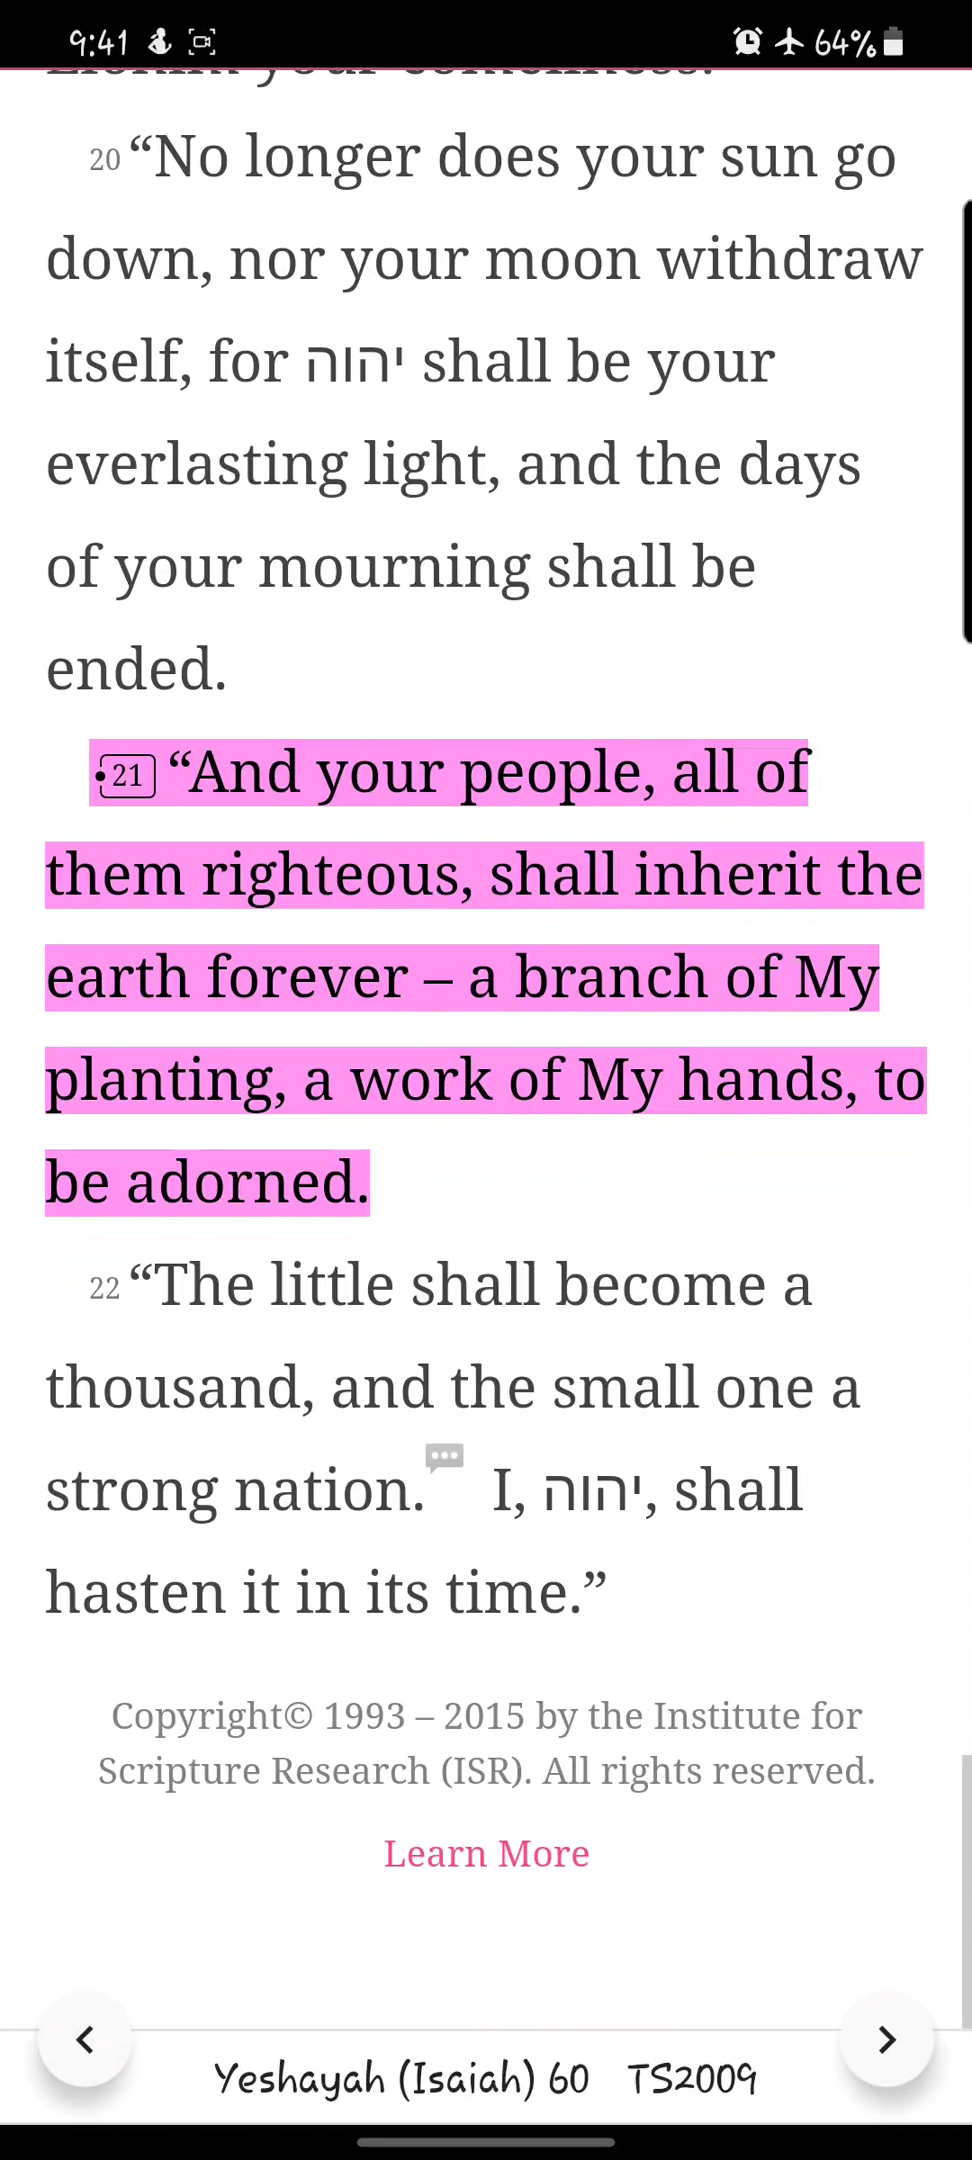 9:41 64%
20 “No longer does your sun go
down, nor your moon withdraw
itself, for יהוה shall be your
everlasting light, and the days
of your mourning shall be
ended.
21 “And your people, all of
them righteous, shall inherit the
earth forever – a branch of My
planting, a work of My hands, to
be adorned.
22 “The little shall become a
thousand, and the small one a
strong nation. I, יהוה, shall
hasten it in its time.”
Copyright© 1993 – 2015 by the Institute for
Scripture Research (ISR). All rights reserved.
Learn More
Yeshayah (Isaiah) 60 TS2009